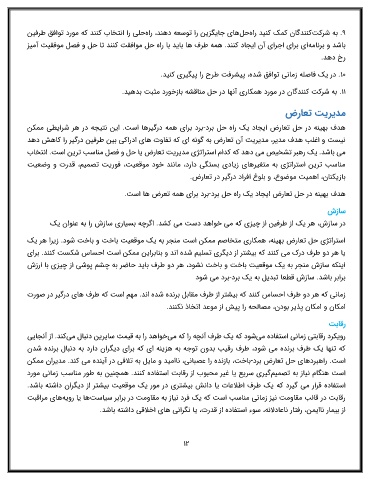 ۹. به شرکت‌کنندگان کمک کنید راه‌حل‌های جایگزین را توسعه دهند، راه‌حلی را انتخاب کنند که مورد توافق طرفین
باشد و برنامه‌ای برای اجرای آن ایجاد کنند. همه طرف ها باید با راه حل موافقت کنند تا حل و فصل موفقیت آمیز
رخ دهد.
۱۰. در یک فاصله زمانی توافق شده، پیشرفت طرح را پیگیری کنید.
۱۱. به شرکت کنندگان در مورد همکاری آنها در حل مناقشه بازخورد مثبت بدهید.
مدیریت تعارض
هدف بهینه در حل تعارض ایجاد یک راه حل برد-برد برای همه درگیرها است. این نتیجه در هر شرایطی ممکن
نیست و اغلب هدف مدیر، مدیریت آن تعارض به گونه ای که تفاوت های ادراکی بین طرفین درگیر را کاهش دهد
می باشد. یک رهبر تشخیص می دهد که کدام استراتژی مدیریت تعارض یا حل و فصل مناسب ترین است. انتخاب
مناسب ترین استراتژی به متغیرهای زیادی بستگی دارد، مانند خود موقعیت، فوریت تصمیم، قدرت و وضعیت
بازیکنان، اهمیت موضوع، و بلوغ افراد درگیر در تعارض.
هدف بهینه در حل تعارض ایجاد یک راه حل برد-برد برای همه تعرض ها است.
سازش
در سازش، هر یک از طرفین از چیزی که می خواهد دست می کشد. اگرچه بسیاری سازش را به عنوان یک
استراتژی حل تعارض بهینه، همکاری متخاصم ممکن است منجر به یک موقعیت باخت و باخت شود. زیرا هر یک
یا هر دو طرف درک می کنند که بیشتر از دیگری تسلیم شده اند و بنابراین ممکن است احساس شکست کنند. برای
اینکه سازش منجر به یک موقعیت باخت و باخت نشود، هر دو طرف باید حاضر به چشم پوشی از چیزی با ارزش
برابر باشد. سازش قطعا تبدیل به یک برد-برد می شود
زمانی که هر دو طرف احساس کنند که بیشتر از طرف مقابل برنده شده اند. مهم است که طرف های درگیر در صورت
امکان و امکان پذیر بودن، مصالحه را پیش از موعد اتخاذ نکنند.
رقابت
رویکرد رقابتی زمانی استفاده می‌شود که یک طرف آنچه را که می‌خواهد را به قیمت سایرین دنبال می‌کند. از آنجایی
که تنها یک طرف برنده می شود، طرف رقیب بدون توجه به هزینه ای که برای دیگران دارد به دنبال برنده شدن
است. راهبردهای حل تعارض برد-باخت، بازنده را عصبانی، ناامید و مایل به تلافی در آینده می کند. مدیران ممکن
است هنگام نیاز به تصمیم‌گیری سریع یا غیر محبوب از رقابت استفاده کنند. همچنین به طور مناسب زمانی مورد
استفاده قرار می گیرد که یک طرف اطلاعات یا دانش بیشتری در مور یک موقعیت بیشتر از دیگران داشته باشد.
رقابت در قالب مقاومت نیز زمانی مناسب است که یک فرد نیاز به مقاومت در برابر سیاست‌ها یا رویه‌های مراقبت
از بیمار ناایمن، رفتار ناعادلانه، سوء استفاده از قدرت، یا نگرانی های اخلاقی داشته باشد.
۱۲